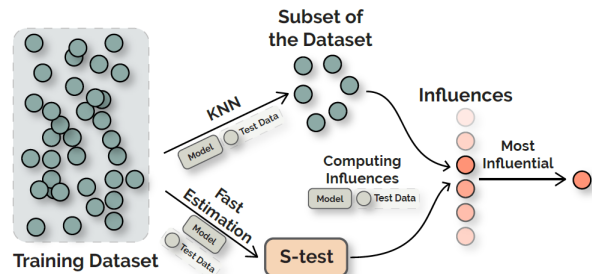 Subset of
the Dataset
KNN
Model
Test Data
Influences
Computing
Influences
Model
Test Data
Most
Influential
Fast
Estimation
Model
Test Data
S-test
Training Dataset